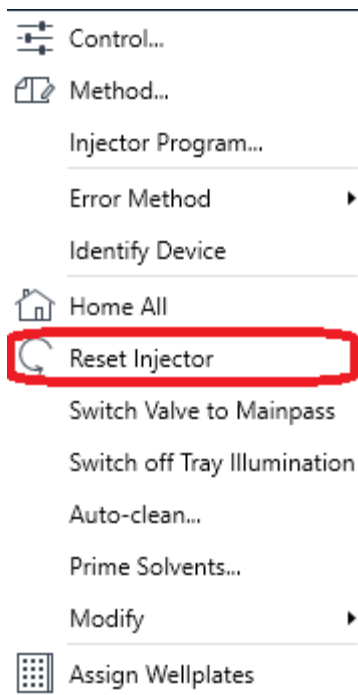 Control...
Method...
Injector Program...
Error Method
Identify Device
Home All
Reset Injector
Switch Valve to Mainpass
Switch off Tray Illumination
Auto-clean...
Prime Solvents...
Modify
Assign Wellplates